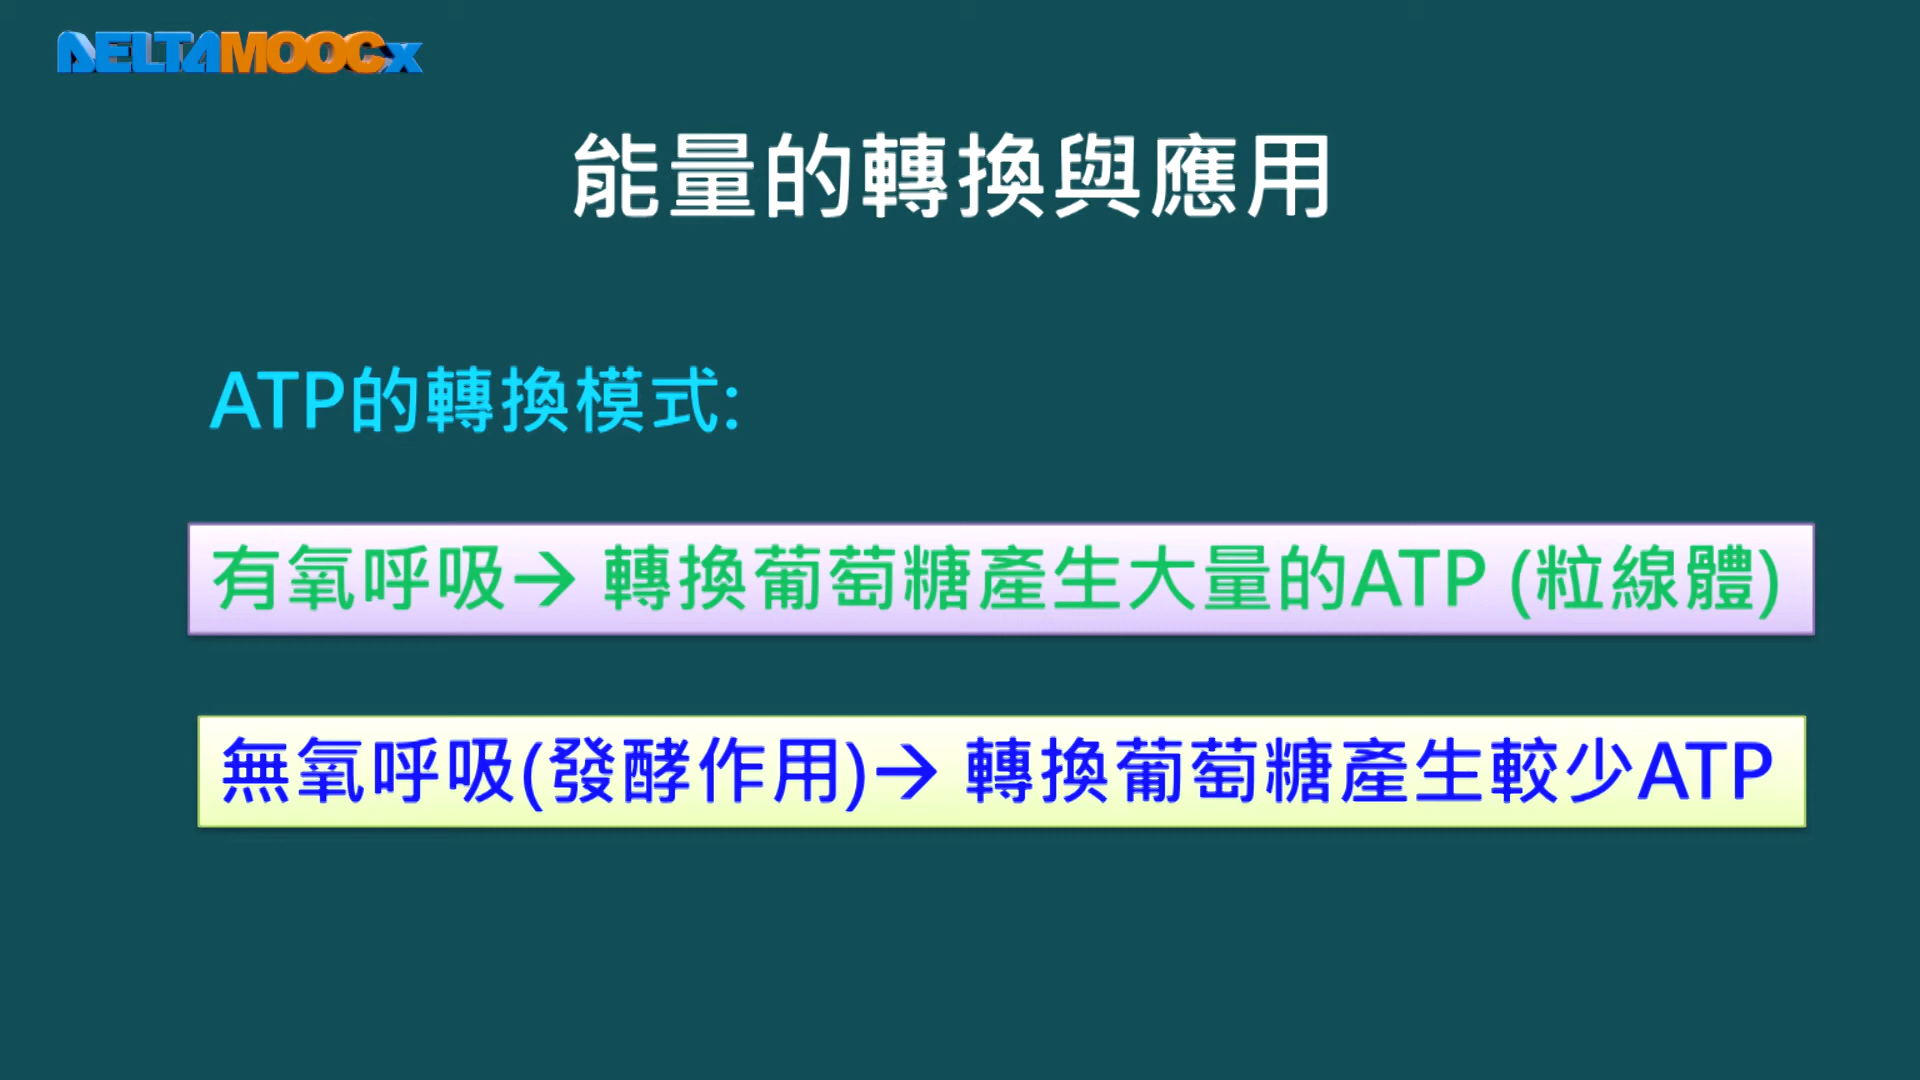 DELTAMOOCx
能量的轉換與應用
ATP的轉換模式:
有氧呼吸→ 轉換葡萄糖產生大量的ATP (粒線體)
無氧呼吸(發酵作用)→ 轉換葡萄糖產生較少ATP